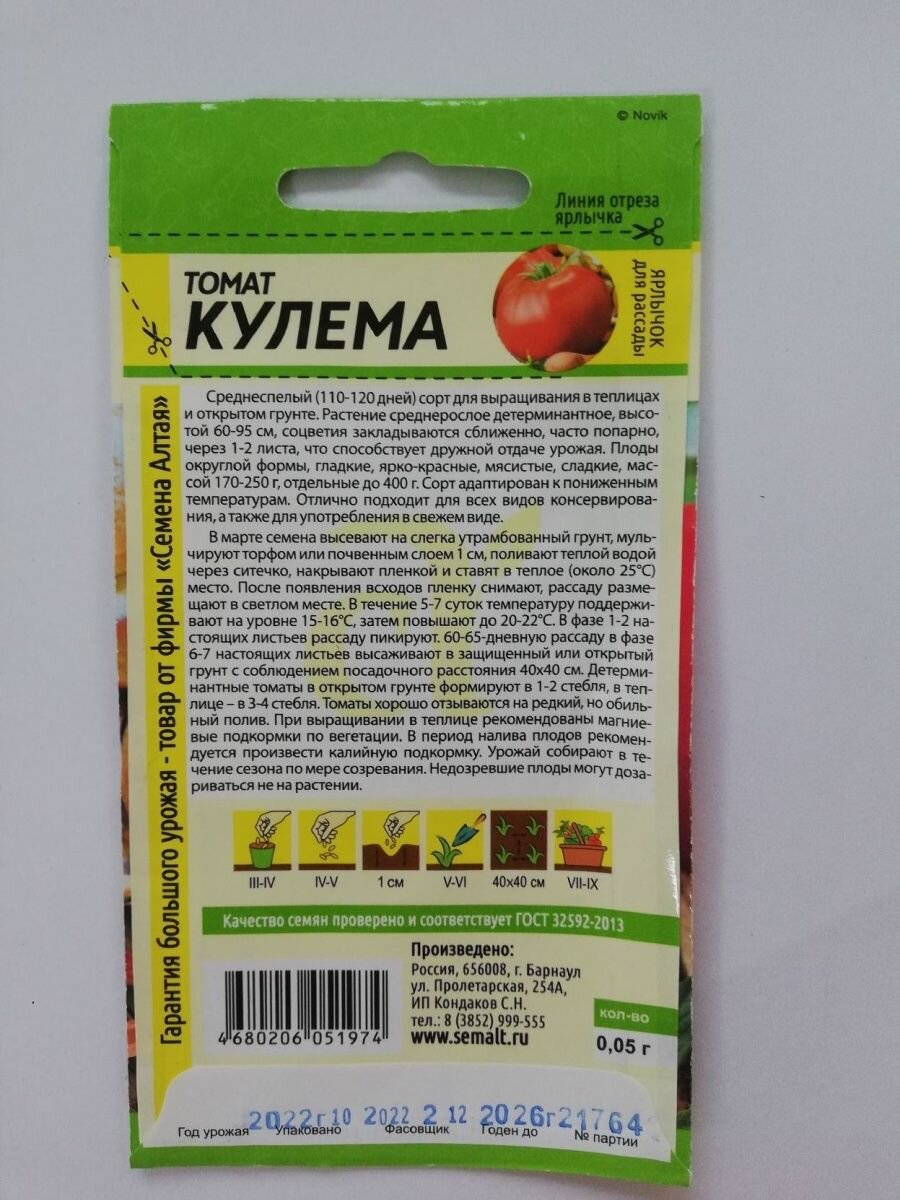 © Novik
Линия отреза
ярлычка
ТОМАТ
КУЛЕМА
ЯРЛЫЧОК
для рассады
Гарантия большого урожая - товар от фирмы «Семена Алтая»
Среднеспелый (110-120 дней) сорт для выращивания в теплицах
и открытом грунте. Растение среднерослое детерминантное, высо-
той 60-95 см, соцветия закладываются сближенно, часто попарно,
через 1-2 листа, что способствует дружной отдаче урожая. Плоды
округлой формы, гладкие, ярко-красные, мясистые, сладкие, мас-
сой 170-250 г, отдельные до 400 г. Сорт адаптирован к пониженным
температурам. Отлично подходит для всех видов консервирова-
ния, а также для употребления в свежем виде.
В марте семена высевают на слегка утрамбованный грунт, муль-
чируют торфом или почвенным слоем 1 см, поливают теплой водой
через ситечко, накрывают пленкой и ставят в теплое (около 25°С)
место. После появления всходов пленку снимают, рассаду разме-
щают в светлом месте. В течение 5-7 суток температуру поддержи-
вают на уровне 15-16°С, затем повышают до 20-22°С. В фазе 1-2 на-
стоящих листьев рассаду пикируют. 60-65-дневную рассаду в фазе
6-7 настоящих листьев высаживают в защищенный или открытый
грунт с соблюдением посадочного расстояния 40х40 см. Детерми-
нантные томаты в открытом грунте формируют в 1-2 стебля, в теп-
лице – в 3-4 стебля. Томаты хорошо отзываются на редкий, но обиль-
ный полив. При выращивании в теплице рекомендованы магние-
вые подкормки по вегетации. В период налива плодов рекомен-
дуется произвести калийную подкормку. Урожай собирают в те-
чение сезона по мере созревания. Недозревшие плоды могут доза-
риваться не на растении.
III-IV IV-V 1 см V-VI 40х40 см VII-IX
Качество семян проверено и соответствует ГОСТ 32592-2013
Произведено:
Россия, 656008, г. Барнаул
ул. Пролетарская, 254А,
ИП Кондаков С.Н.
тел.: 8 (3852) 999-555
www.semalt.ru
4 680206 051974
КОЛ-ВО
0,05 г
2022г 10 2022 2 12 2026г 21764
Год урожая Упаковано Фасовщик Годен до № партии